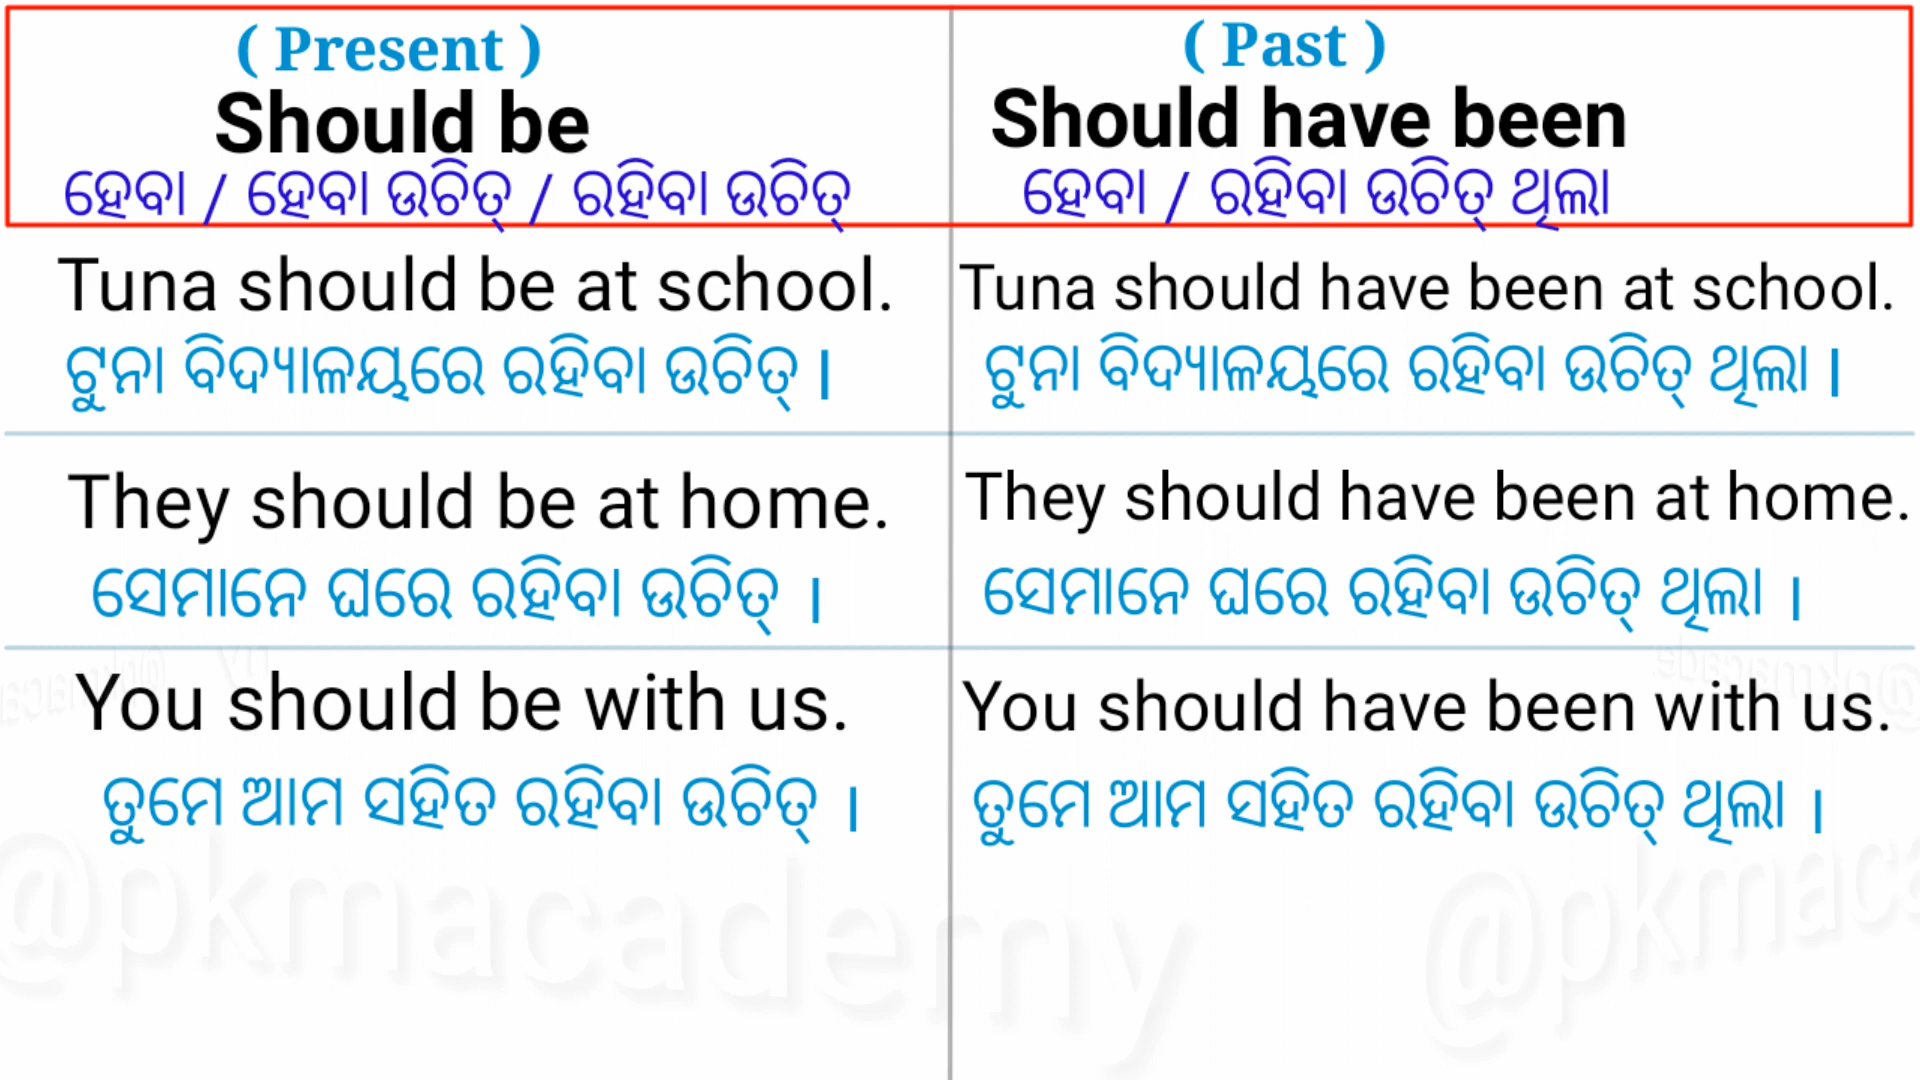 ( Present )
Should be
ହେବା / ହେବା ଉଚିତ୍ / ରହିବା ଉଚିତ୍
( Past )
Should have been
ହେବା / ରହିବା ଉଚିତ୍ ଥିଲା
Tuna should be at school.
ଟୁନା ବିଦ୍ୟାଳୟରେ ରହିବା ଉଚିତ୍ |
Tuna should have been at school.
ଟୁନା ବିଦ୍ୟାଳୟରେ ରହିବା ଉଚିତ୍ ଥିଲା |
They should be at home.
ସେମାନେ ଘରେ ରହିବା ଉଚିତ୍ |
They should have been at home.
ସେମାନେ ଘରେ ରହିବା ଉଚିତ୍ ଥିଲା |
You should be with us.
ତୁମେ ଆମ ସହିତ ରହିବା ଉଚିତ୍ |
You should have been with us.
ତୁମେ ଆମ ସହିତ ରହିବା ଉଚିତ୍ ଥିଲା |
@pkmacademy
@pkmaca